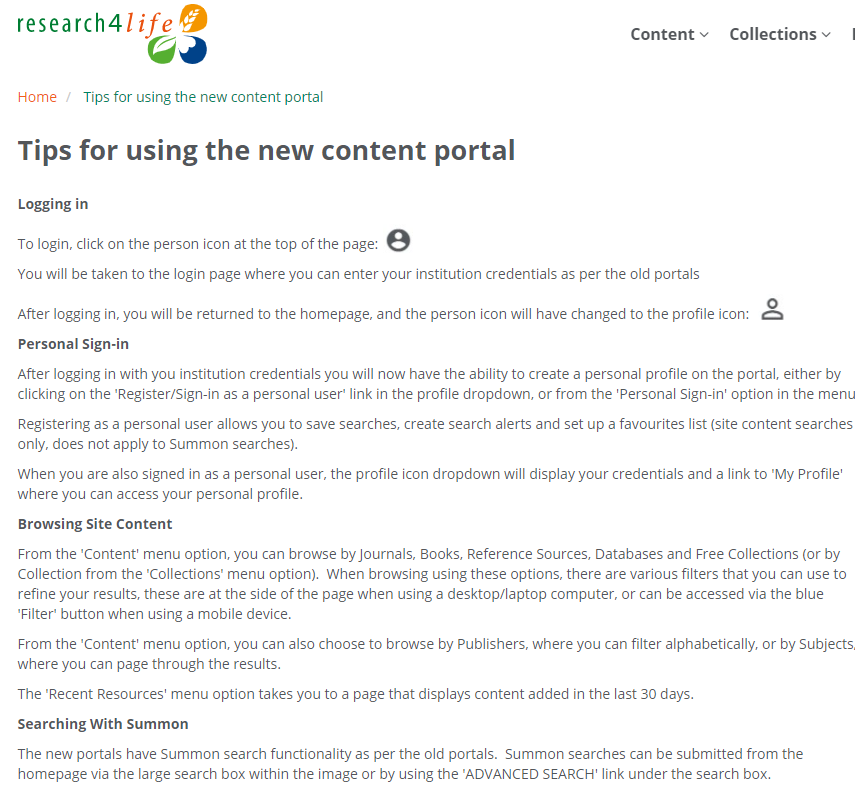 research4life
Content
Collections
Home / Tips for using the new content portal
Tips for using the new content portal
Logging in
To login, click on the person icon at the top of the page:
You will be taken to the login page where you can enter your institution credentials as per the old portals
After logging in, you will be returned to the homepage, and the person icon will have changed to the profile icon:
Personal Sign-in
After logging in with you institution credentials you will now have the ability to create a personal profile on the portal, either by
clicking on the 'Register/Sign-in as a personal user' link in the profile dropdown, or from the 'Personal Sign-in' option in the menu
Registering as a personal user allows you to save searches, create search alerts and set up a favourites list (site content searches
only, does not apply to Summon searches).
When you are also signed in as a personal user, the profile icon dropdown will display your credentials and a link to 'My Profile'
where you can access your personal profile.
Browsing Site Content
From the 'Content' menu option, you can browse by Journals, Books, Reference Sources, Databases and Free Collections (or by
Collection from the 'Collections' menu option).  When browsing using these options, there are various filters that you can use to
refine your results, these are at the side of the page when using a desktop/laptop computer, or can be accessed via the blue
'Filter' button when using a mobile device.
From the 'Content' menu option, you can also choose to browse by Publishers, where you can filter alphabetically, or by Subjects,
where you can page through the results.
The 'Recent Resources' menu option takes you to a page that displays content added in the last 30 days.
Searching With Summon
The new portals have Summon search functionality as per the old portals.  Summon searches can be submitted from the
homepage via the large search box within the image or by using the 'ADVANCED SEARCH' link under the search box.